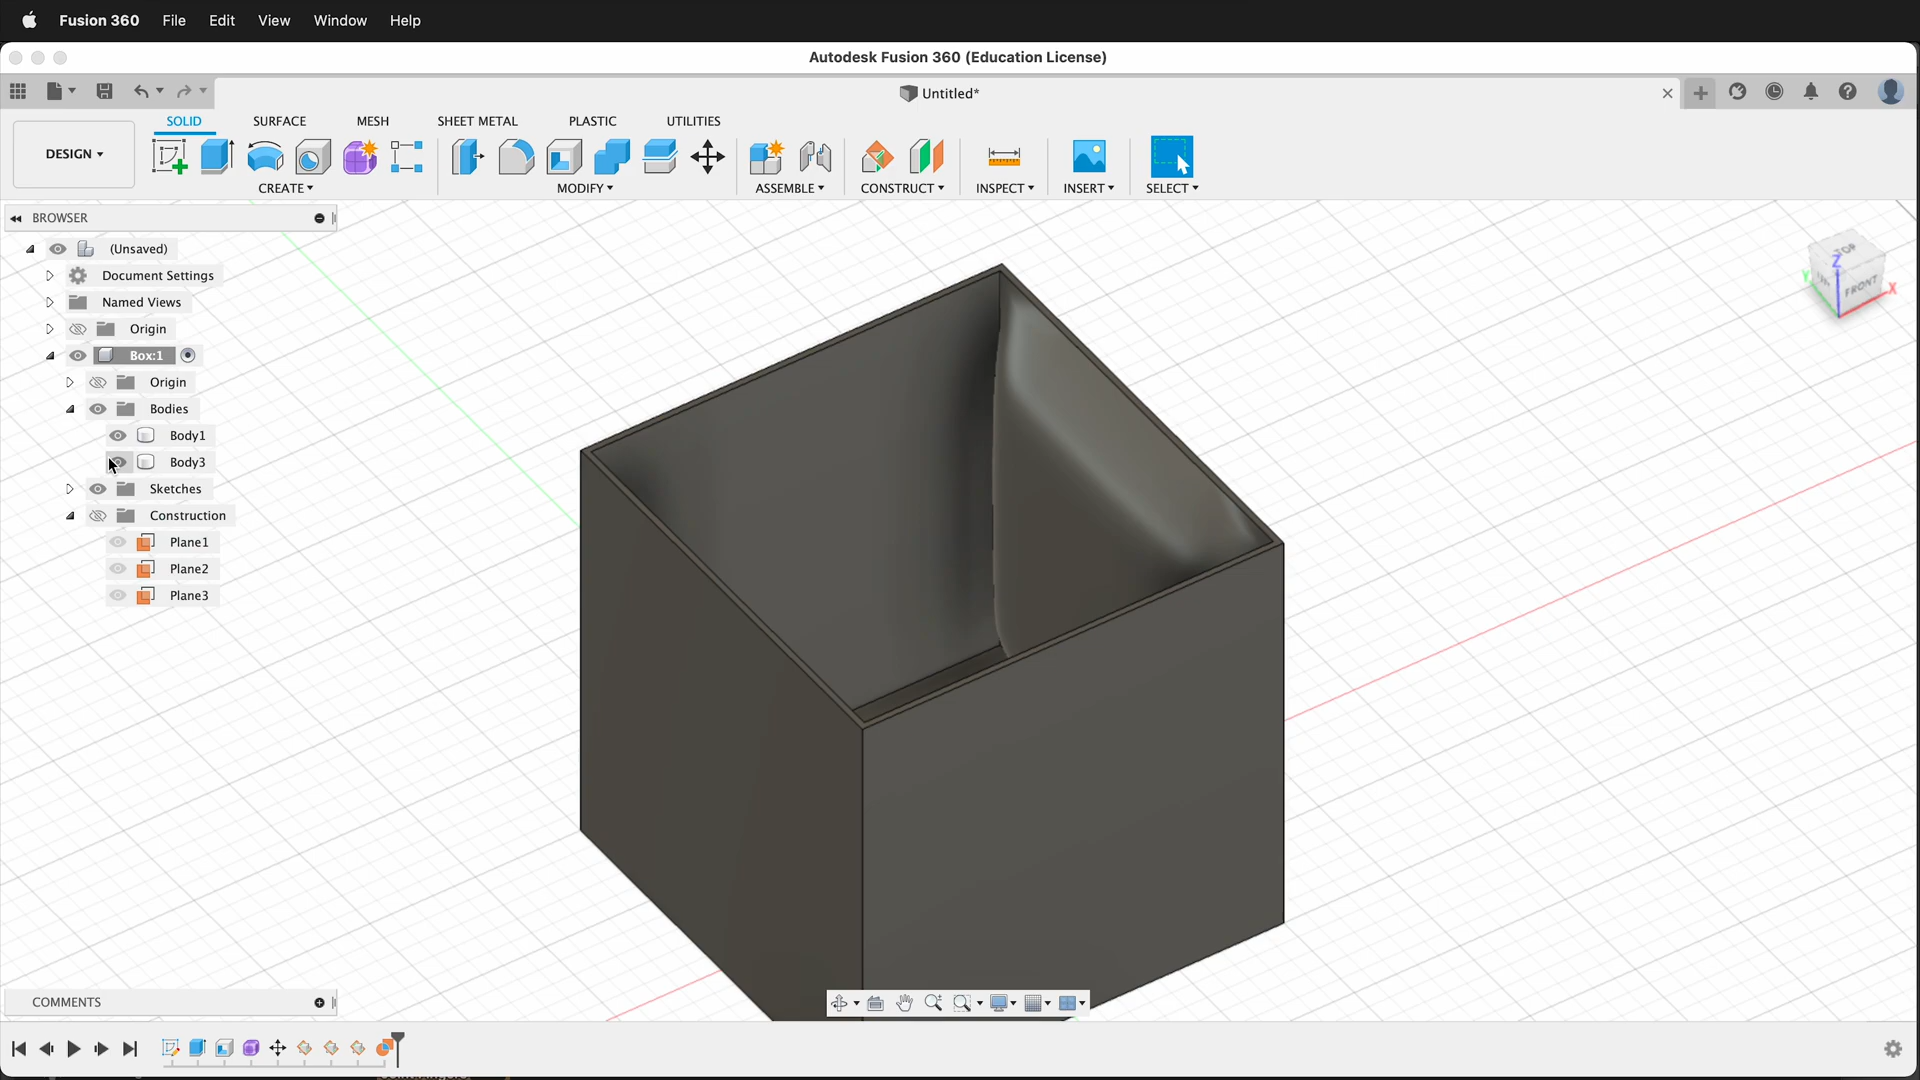 Fusion 360 File Edit View Window Help
Autodesk Fusion 360 (Education License)
Untitled*
SOLID SURFACE MESH SHEET METAL PLASTIC UTILITIES
DESIGN
CREATE MODIFY ASSEMBLE CONSTRUCT INSPECT INSERT SELECT
BROWSER
(Unsaved)
Document Settings
Named Views
Origin
Box:1
Origin
Bodies
Body1
Body3
Sketches
Construction
Plane1
Plane2
Plane3
TOP
Z
Y
FRONT
X
COMMENTS